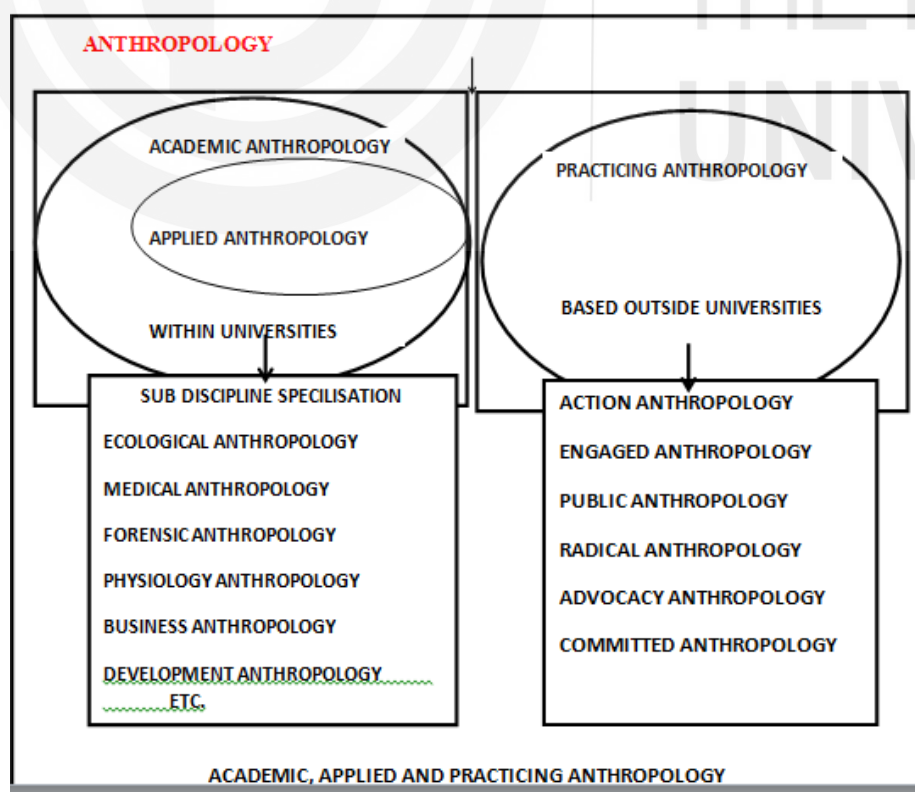 THE
UNIV
ANTHROPOLOGY
ACADEMIC ANTHROPOLOGY
APPLIED ANTHROPOLOGY
WITHIN UNIVERSITIES
SUB DISCIPLINE SPECILISATION
ECOLOGICAL ANTHROPOLOGY
MEDICAL ANTHROPOLOGY
FORENSIC ANTHROPOLOGY
PHYSIOLOGY ANTHROPOLOGY
BUSINESS ANTHROPOLOGY
DEVELOPMENT ANTHROPOLOGY
ETC.
PRACTICING ANTHROPOLOGY
BASED OUTSIDE UNIVERSITIES
ACTION ANTHROPOLOGY
ENGAGED ANTHROPOLOGY
PUBLIC ANTHROPOLOGY
RADICAL ANTHROPOLOGY
ADVOCACY ANTHROPOLOGY
COMMITTED ANTHROPOLOGY
ACADEMIC, APPLIED AND PRACTICING ANTHROPOLOGY